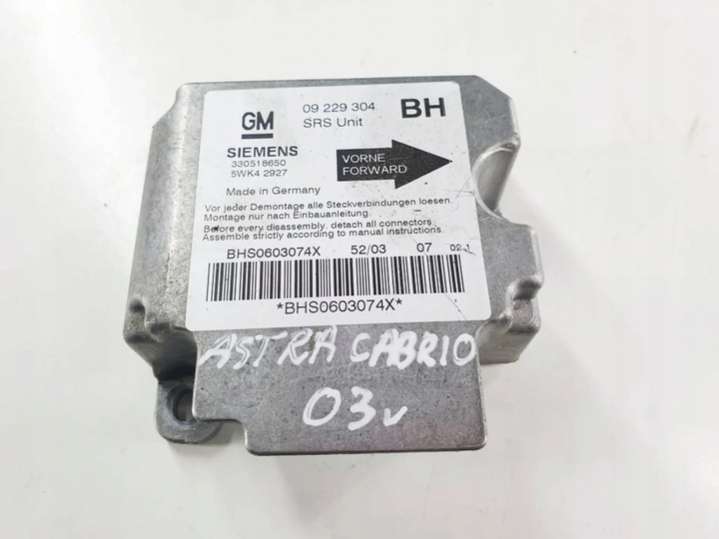 GM
09 229 304
SRS Unit
BH
SIEMENS
330518650
5WK4 2927
VORNE
FORWARD
Made in Germany
Vor jeder Demontage alle Steckverbindungen loesen.
Montage nur nach Einbauanleitung.
Before every disassembly, detach all connectors.
Assemble strictly according to manual instructions.
BHS0603074X 52/03 07 02.1
*BHS0603074X*
ASTRA CABRIO
03v